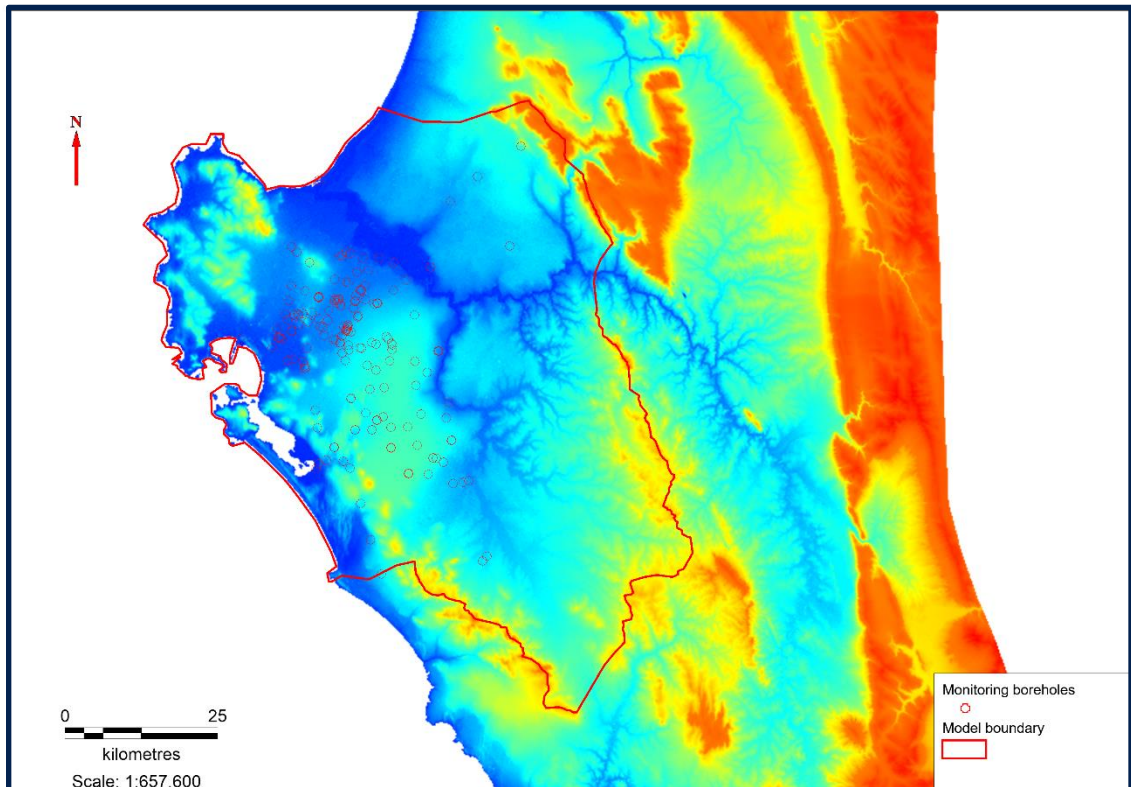 N
0 25
kilometres
Scale: 1:657,600
Monitoring boreholes
Model boundary